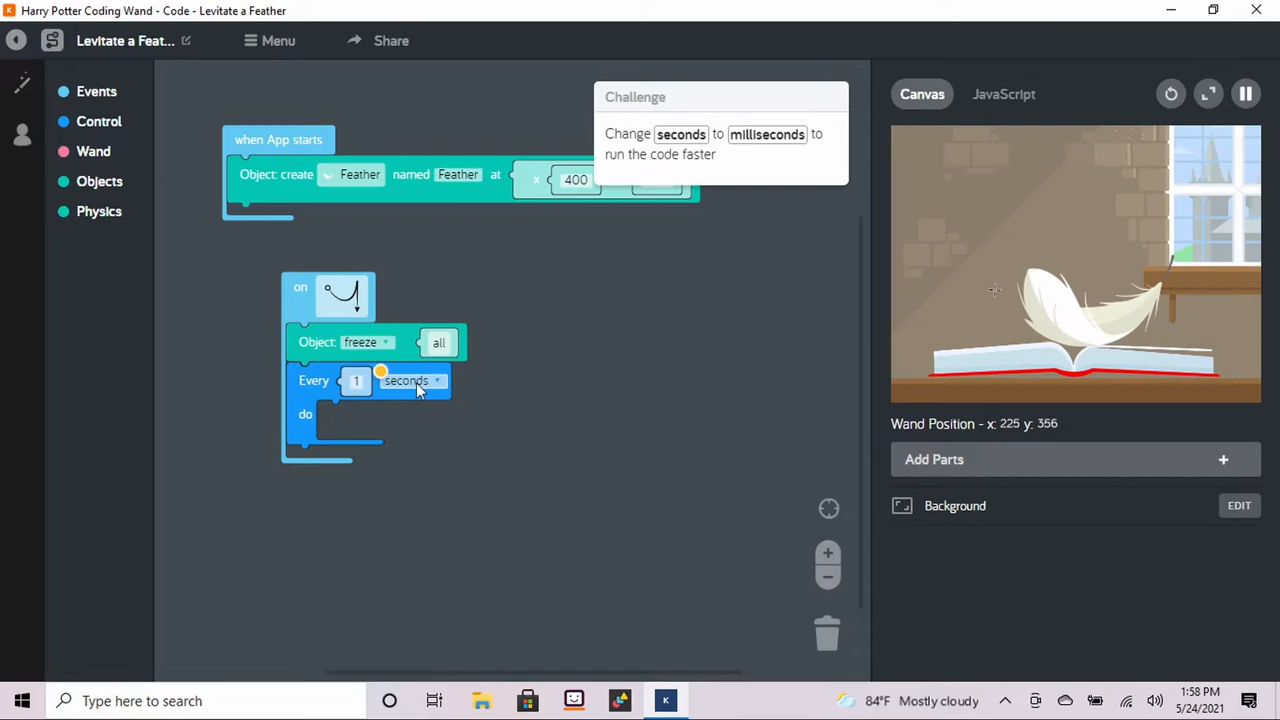 Harry Potter Coding Wand - Code - Levitate a Feather
Levitate a Feat...
Menu
Share
Events
Control
Wand
Objects
Physics
when App starts
Object: create Feather named Feather at x 400
Challenge
Change seconds to milliseconds to
run the code faster
on
Object: freeze all
Every 1 seconds
do
Canvas
JavaScript
Wand Position - x: 225 y: 356
Add Parts +
Background
EDIT
Type here to search
K
84°F Mostly cloudy
1:58 PM
5/24/2021